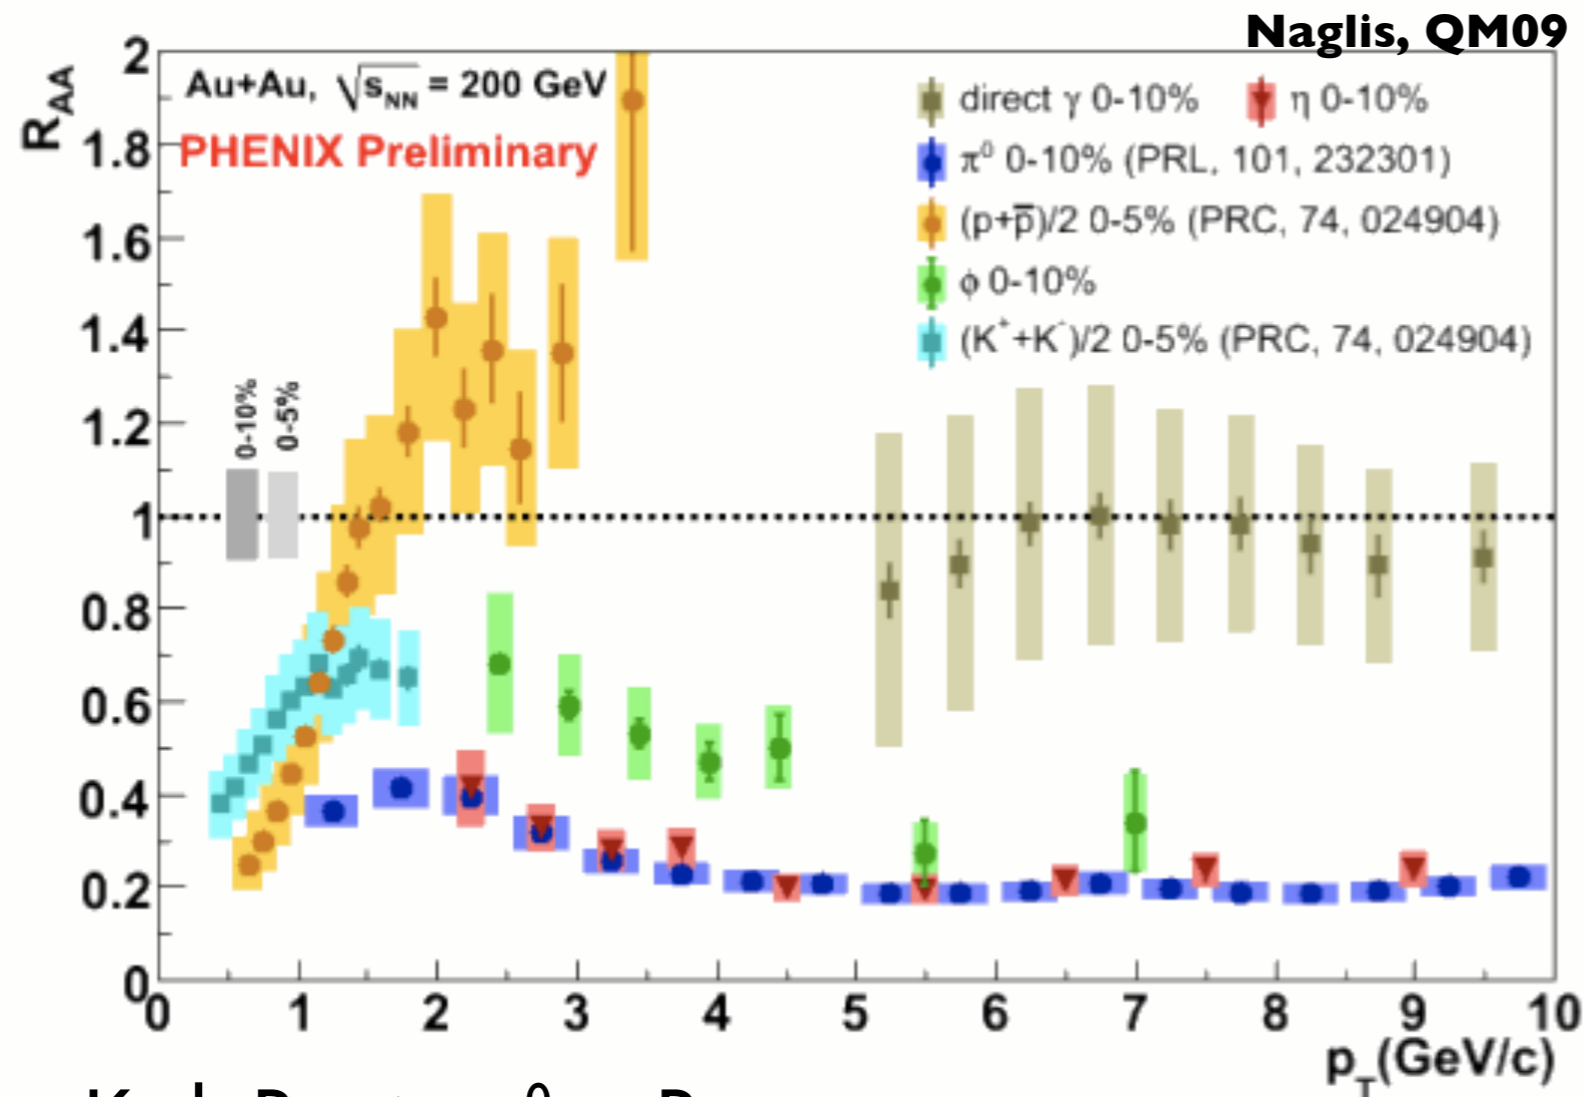 Naglis, QM09
R_AA
Au+Au, √s_NN = 200 GeV
PHENIX Preliminary
direct γ 0-10%
η 0-10%
π⁰ 0-10% (PRL, 101, 232301)
(p+p̅)/2 0-5% (PRC, 74, 024904)
ϕ 0-10%
(K⁺+K⁻)/2 0-5% (PRC, 74, 024904)
0-10%
0-5%
2
1.8
1.6
1.4
1.2
1
0.8
0.6
0.4
0.2
0
0 1 2 3 4 5 6 7 8 9 10
p_T(GeV/c)